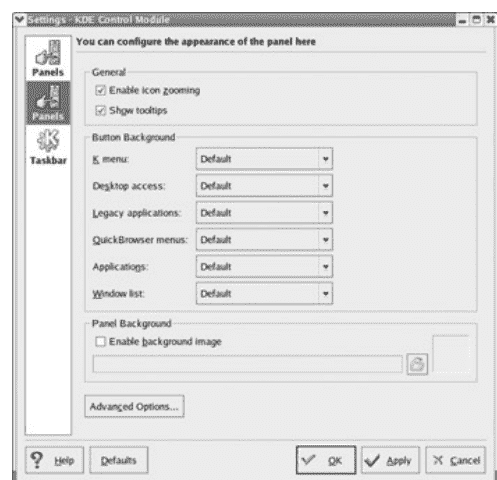 Settings - KDE Control Module
You can configure the appearance of the panel here
Panels
Panels
Taskbar
General
Enable icon zooming
Show tooltips
Button Background
K menu: Default
Desktop access: Default
Legacy applications: Default
QuickBrowser menus: Default
Applications: Default
Window list: Default
Panel Background
Enable background image
Advanced Options...
Help Defaults OK Apply Cancel